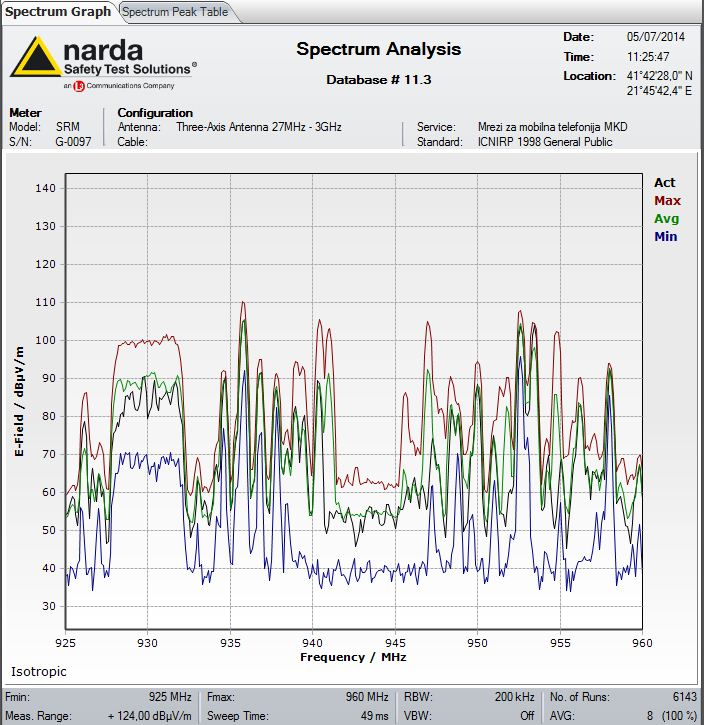 Spectrum Graph Spectrum Peak Table
narda
Safety Test Solutions®
an L3 Communications Company
Spectrum Analysis
Database # 11.3
Date: 05/07/2014
Time: 11:25:47
Location: 41°42'28,0" N
21°45'42,4" E
Meter
Model: SRM
S/N: G-0097
Configuration
Antenna: Three-Axis Antenna 27MHz - 3GHz
Cable:
Service: Mrezi za mobilna telefonija MKD
Standard: ICNIRP 1998 General Public
Act
Max
Avg
Min
E-Field / dBµV/m
140
130
120
110
100
90
80
70
60
50
40
30
925 930 935 940 945 950 955 960
Frequency / MHz
Isotropic
Fmin: 925 MHz Fmax: 960 MHz RBW: 200 kHz No. of Runs: 6143
Meas. Range: + 124,00 dBµV/m Sweep Time: 49 ms VBW: Off AVG: 8 (100 %)